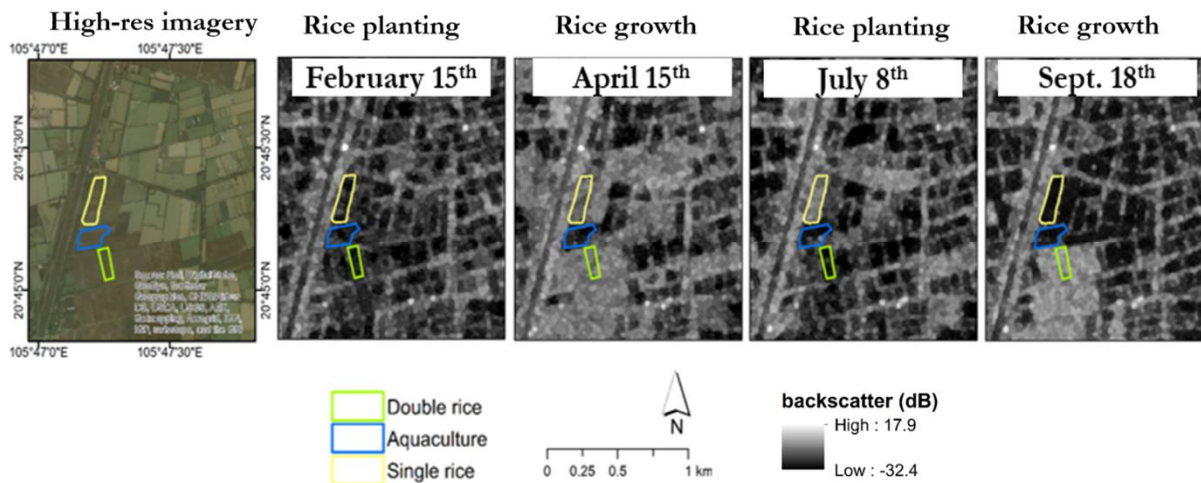 High-res imagery
Rice planting
Rice growth
Rice planting
Rice growth
105°47'0"E 105°47'30"E
February 15th
April 15th
July 8th
Sept. 18th
20°45'30"N
20°45'30"N
20°45'0"N
20°45'0"N
105°47'0"E 105°47'30"E
Double rice
Aquaculture
Single rice
N
0 0.25 0.5 1 km
backscatter (dB)
High : 17.9
Low : -32.4